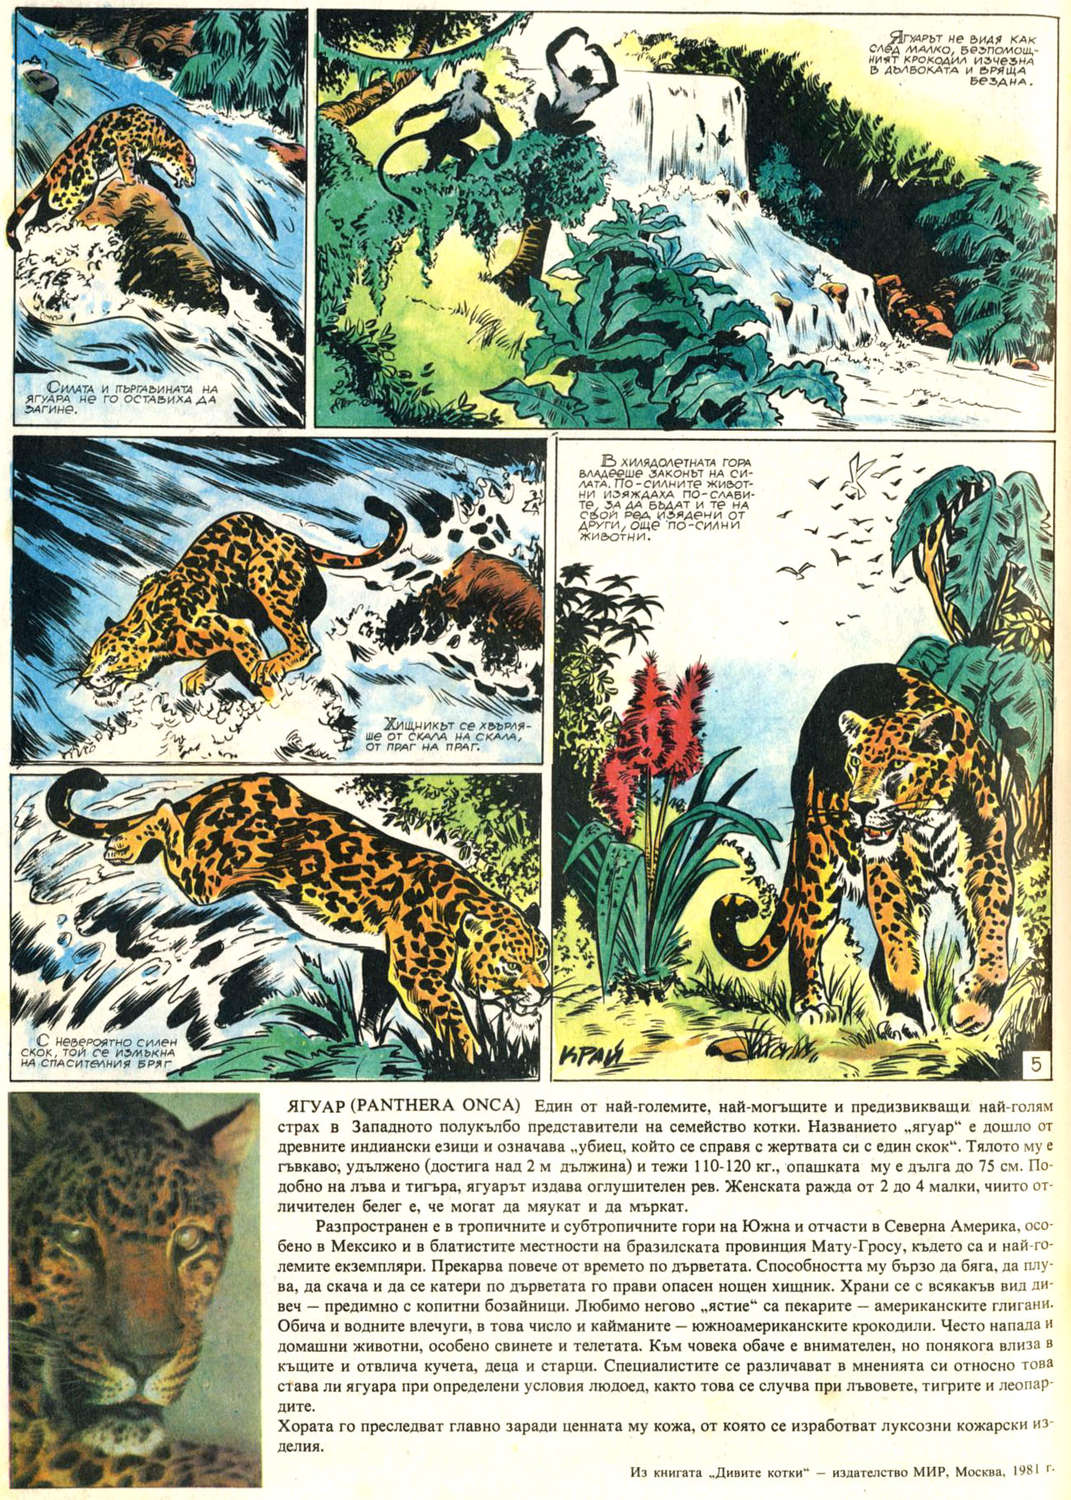 Силата и пъргавината на
ягуара не го оставиха да
загине.
Ягуарът не видя как
след малко, безпомощ-
ният крокодил изчезна
в дълбоката и вряща
бездна.
Хищникът се хвърля-
ше от скала на скала,
от праг на праг.
С невероятно силен
скок, той се измъкна
на спасителния бряг
В хилядолетната гора
владееше законът на си-
лата. По-силните живот-
ни изяждаха по-слаби-
те, за да бъдат и те на
свой ред изядени от
други, още по-силни
животни.
КРАЙ
5
ЯГУАР (PANTHERA ONCA) Един от най-големите, най-могъщите и предизвикващи най-голям
страх в Западното полукълбо представители на семейство котки. Названието „ягуар“ е дошло от
древните индиански езици и означава „убиец, който се справя с жертвата си с един скок“. Тялото му е
гъвкаво, удължено (достига над 2 м дължина) и тежи 110-120 кг., опашката му е дълга до 75 см. По-
добно на лъва и тигъра, ягуарът издава оглушителен рев. Женската ражда от 2 до 4 малки, чиито от-
личителен белег е, че могат да мяукат и да мъркат.
Разпространен е в тропичните и субтропичните гори на Южна и отчасти в Северна Америка, осо-
бено в Мексико и в блатистите местности на бразилската провинция Мату-Гросу, където са и най-го-
лемите екземпляри. Прекарва повече от времето по дърветата. Способността му бързо да бяга, да плу-
ва, да скача и да се катери по дърветата го прави опасен нощен хищник. Храни се с всякакъв вид ди-
веч — предимно с копитни бозайници. Любимо негово „ястие“ са пекарите — американските глигани.
Обича и водните влечуги, в това число и кайманите — южноамериканските крокодили. Често напада и
домашни животни, особено свинете и телетата. Към човека обаче е внимателен, но понякога влиза в
къщите и отвлича кучета, деца и старци. Специалистите се различават в мненията си относно това
става ли ягуара при определени условия людоед, както това се случва при лъвовете, тигрите и леопар-
дите.
Хората го преследват главно заради ценната му кожа, от която се изработват луксозни кожарски из-
делия.
Из книгата „Дивите котки“ — издателство МИР, Москва, 1981 г.